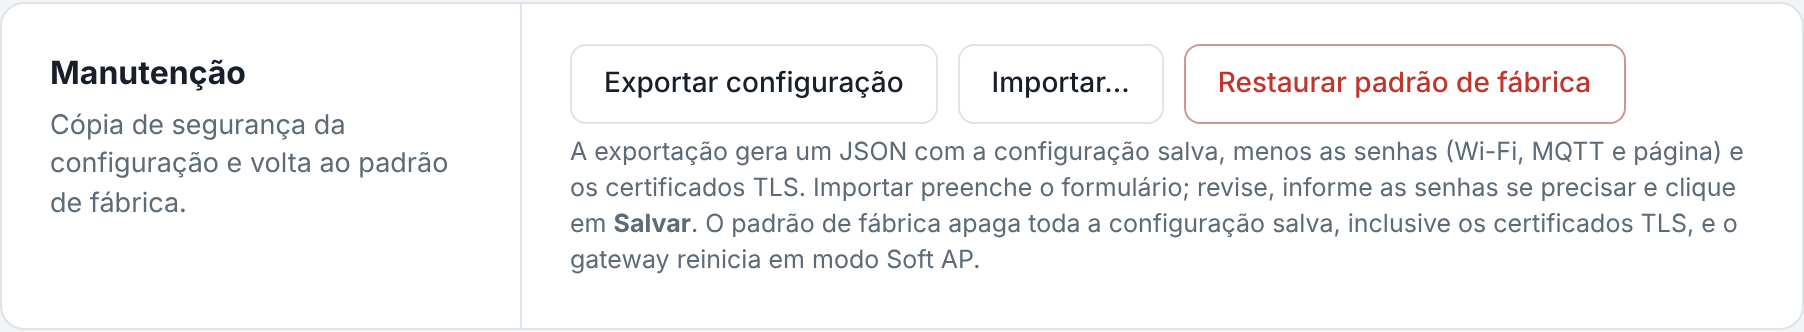 Manutenção
Cópia de segurança da
configuração e volta ao padrão
de fábrica.
Exportar configuração
Importar...
Restaurar padrão de fábrica
A exportação gera um JSON com a configuração salva, menos as senhas (Wi-Fi, MQTT e página) e
os certificados TLS. Importar preenche o formulário; revise, informe as senhas se precisar e clique
em Salvar. O padrão de fábrica apaga toda a configuração salva, inclusive os certificados TLS, e o
gateway reinicia em modo Soft AP.